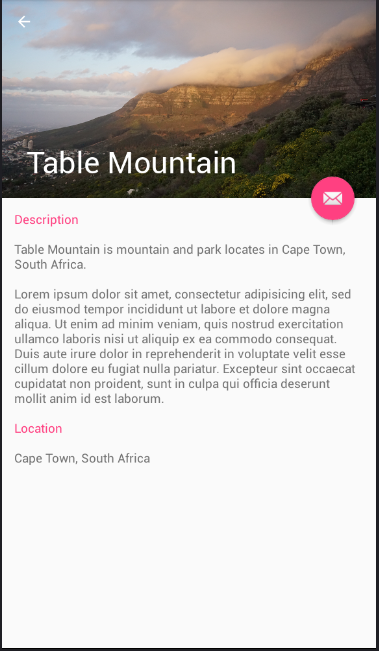 Table Mountain
Description
Table Mountain is mountain and park locates in Cape Town,
South Africa.
Lorem ipsum dolor sit amet, consectetur adipisicing elit, sed
do eiusmod tempor incididunt ut labore et dolore magna
aliqua. Ut enim ad minim veniam, quis nostrud exercitation
ullamco laboris nisi ut aliquip ex ea commodo consequat.
Duis aute irure dolor in reprehenderit in voluptate velit esse
cillum dolore eu fugiat nulla pariatur. Excepteur sint occaecat
cupidatat non proident, sunt in culpa qui officia deserunt
mollit anim id est laborum.
Location
Cape Town, South Africa